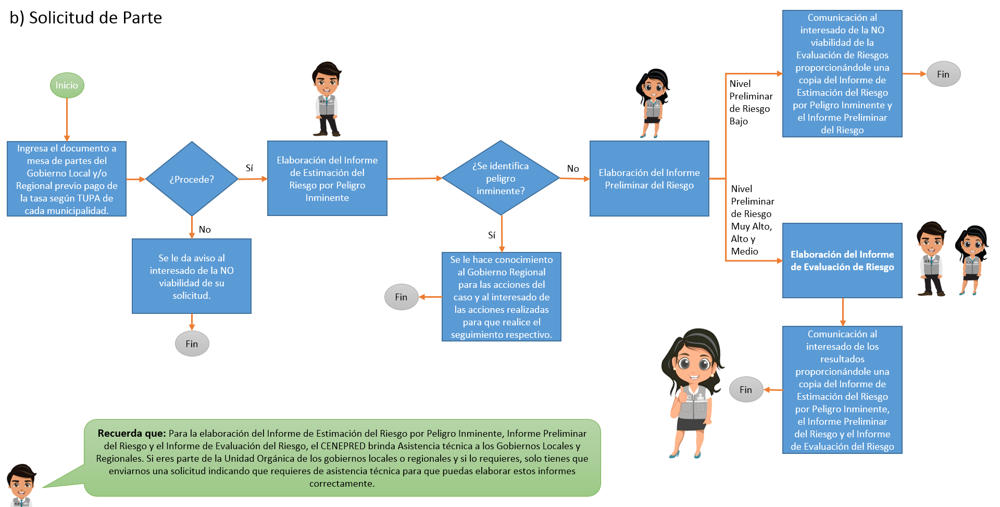 b) Solicitud de Parte
Inicio
Ingresa el documento a
mesa de partes del
Gobierno Local y/o
Regional previo pago de
la tasa según TUPA de
cada municipalidad.
¿Procede?
Sí
No
Se le da aviso al
interesado de la NO
viabilidad de su
solicitud.
Fin
Elaboración del Informe
de Estimación del
Riesgo por Peligro
Inminente
¿Se identifica
peligro
inminente?
No
Sí
Se le hace conocimiento
al Gobierno Regional
para las acciones del
caso y al interesado de
las acciones realizadas
para que realice el
seguimiento respectivo.
Fin
Elaboración del Informe
Preliminar del Riesgo
Nivel
Preliminar
de Riesgo
Bajo
Comunicación al
interesado de la NO
viabilidad de la
Evaluación de Riesgos
proporcionándole una
copia del Informe de
Estimación del Riesgo
por Peligro Inminente y
el Informe Preliminar
del Riesgo
Fin
Nivel
Preliminar
de Riesgo
Muy Alto,
Alto y
Medio
Elaboración del Informe
de Evaluación de Riesgo
Comunicación al
interesado de los
resultados
proporcionándole una
copia del Informe de
Estimación del Riesgo
por Peligro Inminente,
el Informe Preliminar
del Riesgo y el Informe
de Evaluación del Riesgo
Fin
Recuerda que: Para la elaboración del Informe de Estimación del Riesgo por Peligro Inminente, Informe Preliminar
del Riesgo y el Informe de Evaluación del Riesgo, el CENEPRED brinda Asistencia técnica a los Gobiernos Locales y
Regionales. Si eres parte de la Unidad Orgánica de los gobiernos locales o regionales y si lo requieres, solo tienes que
enviarnos una solicitud indicando que requieres de asistencia técnica para que puedas elaborar estos informes
correctamente.